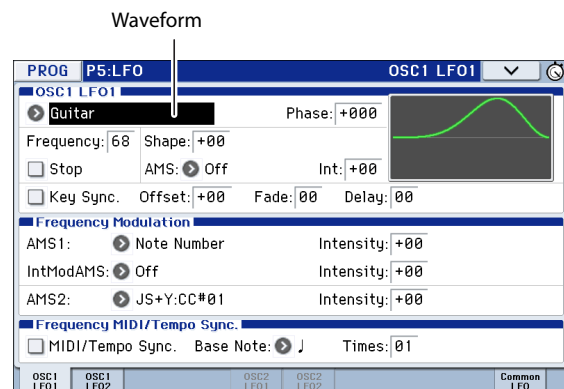 Waveform
PROG P5:LFO OSC1 LFO1
OSC1 LFO1
Guitar Phase: +000
Frequency: 68 Shape: +00
Stop AMS: Off Int: +00
Key Sync. Offset: +00 Fade: 00 Delay: 00
Frequency Modulation
AMS1: Note Number Intensity: +00
IntModAMS: Off Intensity: +00
AMS2: JS+Y:CC#01 Intensity: +00
Frequency MIDI/Tempo Sync.
MIDI/Tempo Sync. Base Note: ♩ Times: 01
OSC1 LFO1 OSC1 LFO2 OSC2 LFO1 OSC2 LFO2 Common LFO